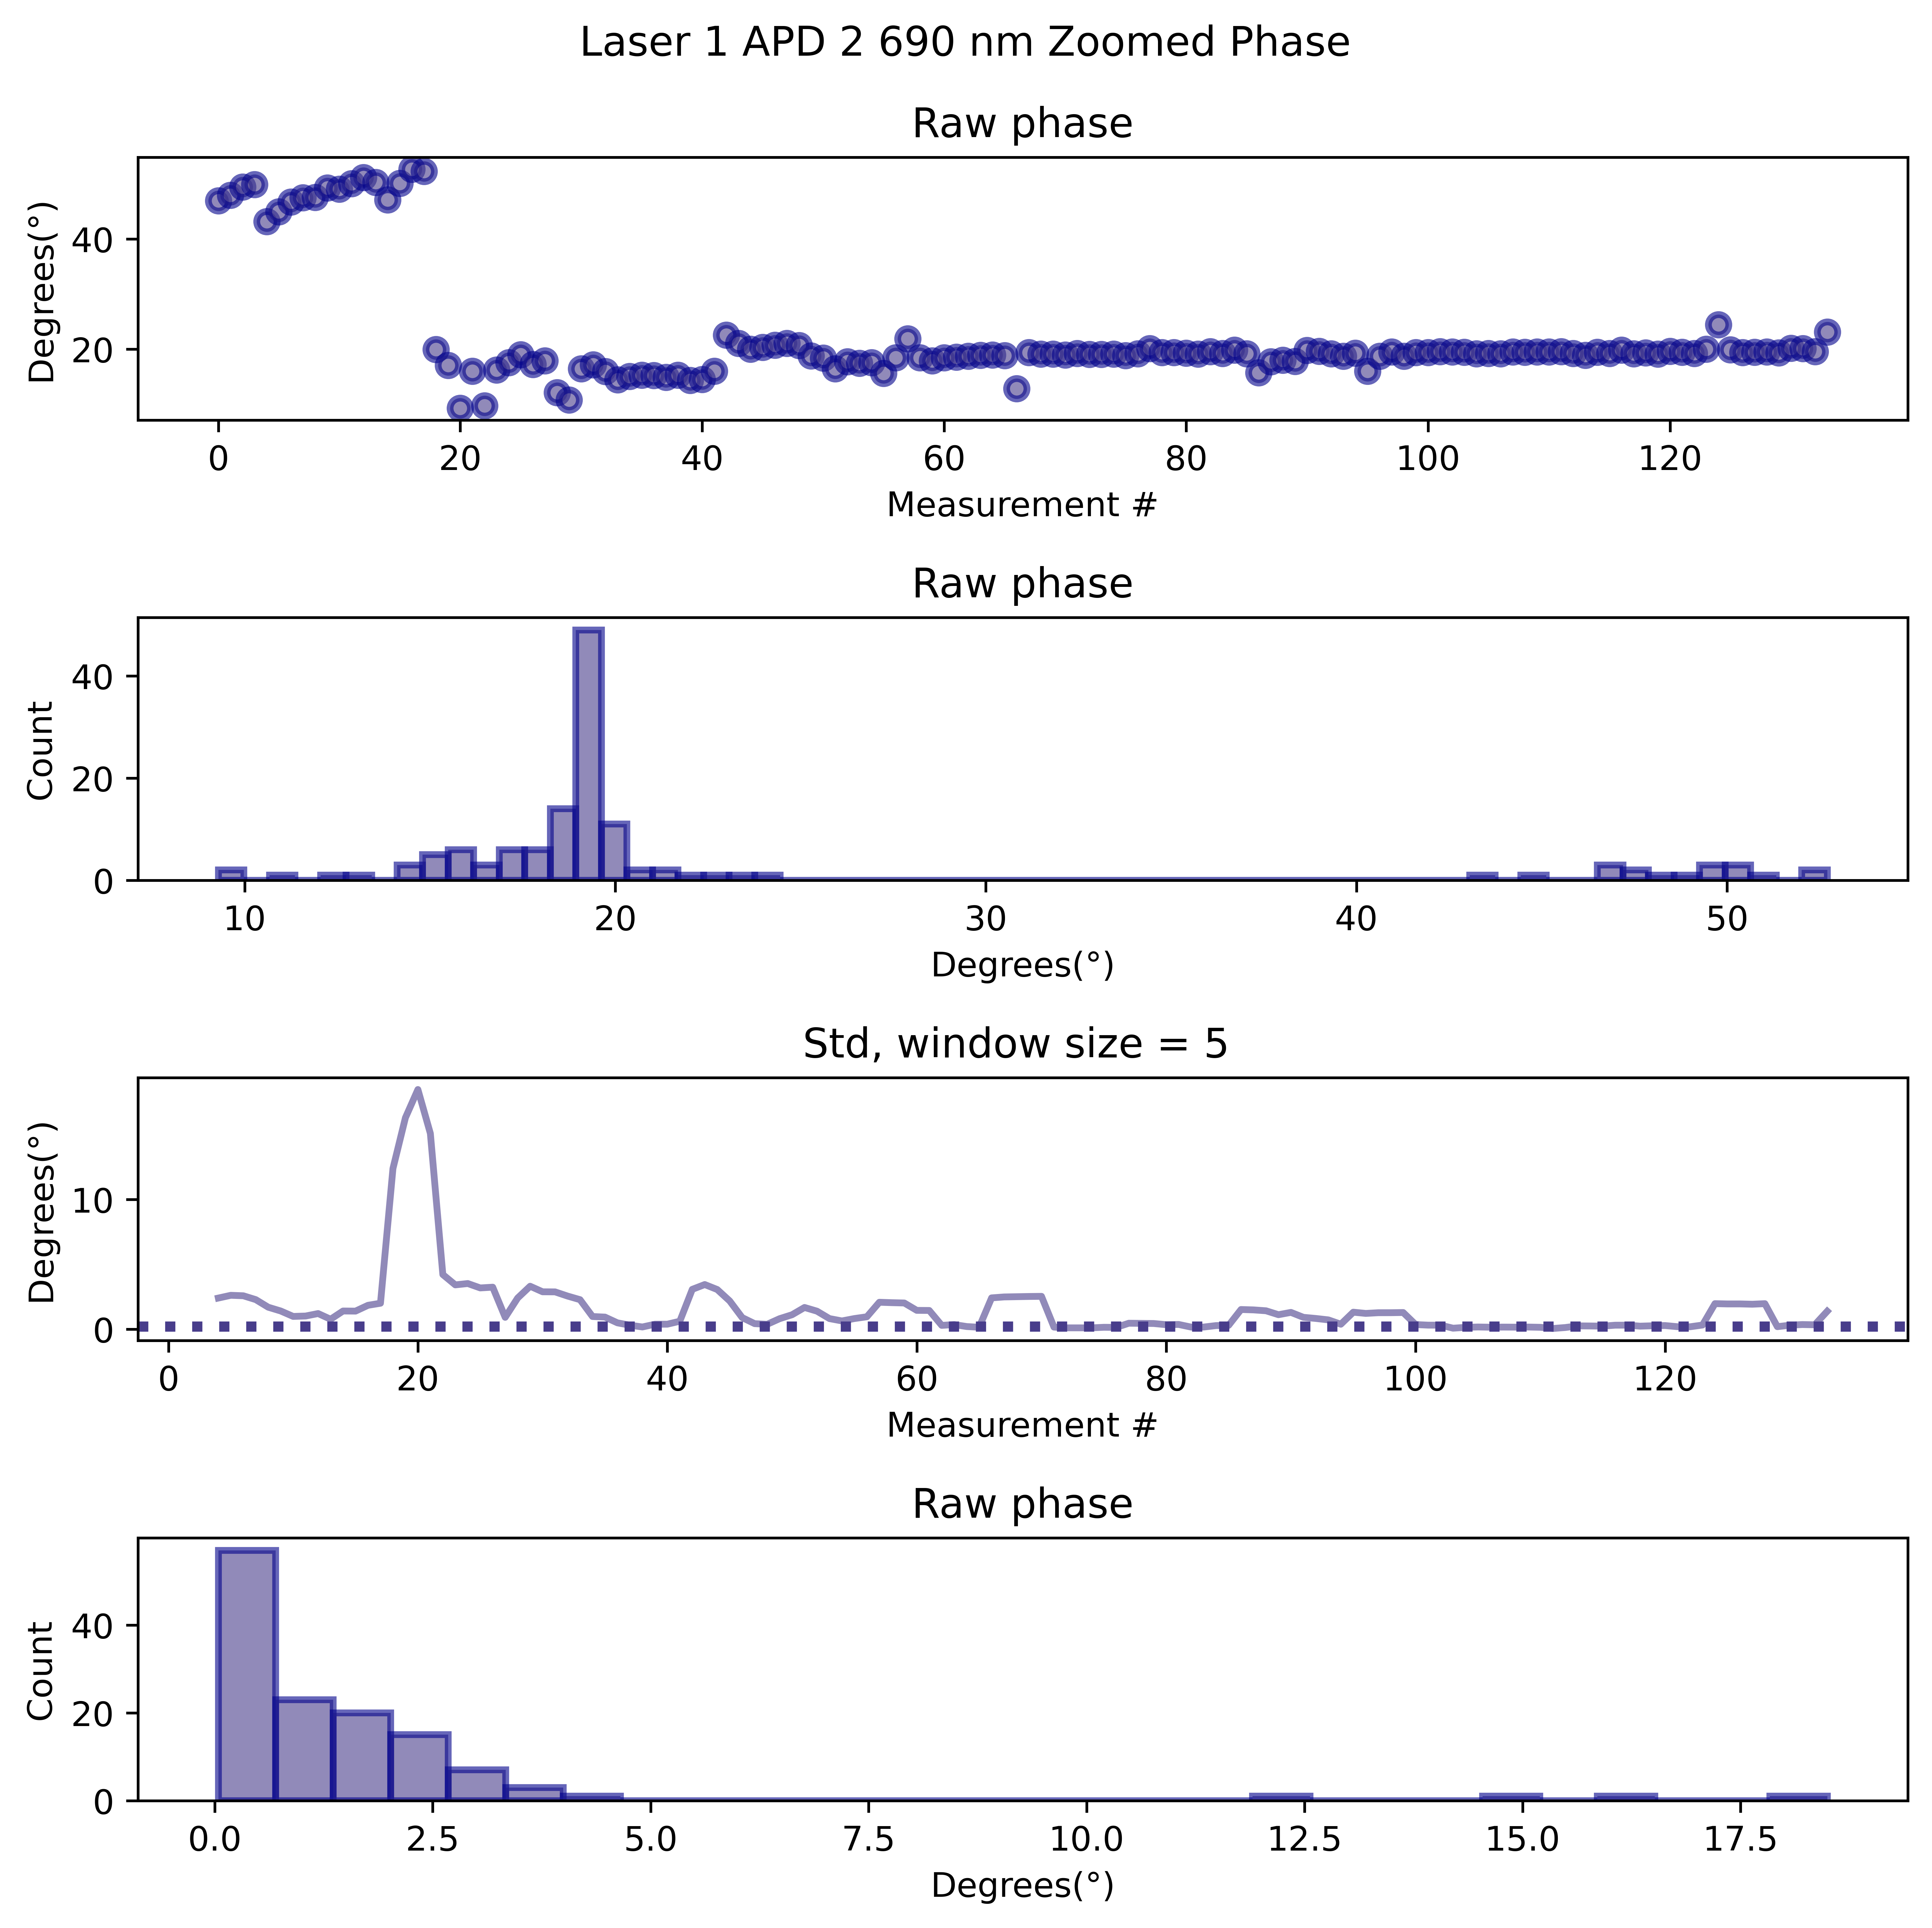 Laser 1 APD 2 690 nm Zoomed Phase
Raw phase
Degrees(°)
40
20
0 20 40 60 80 100 120
Measurement #
Raw phase
Count
40
20
0
10 20 30 40 50
Degrees(°)
Std, window size = 5
Degrees(°)
10
0
0 20 40 60 80 100 120
Measurement #
Raw phase
Count
40
20
0
0.0 2.5 5.0 7.5 10.0 12.5 15.0 17.5
Degrees(°)